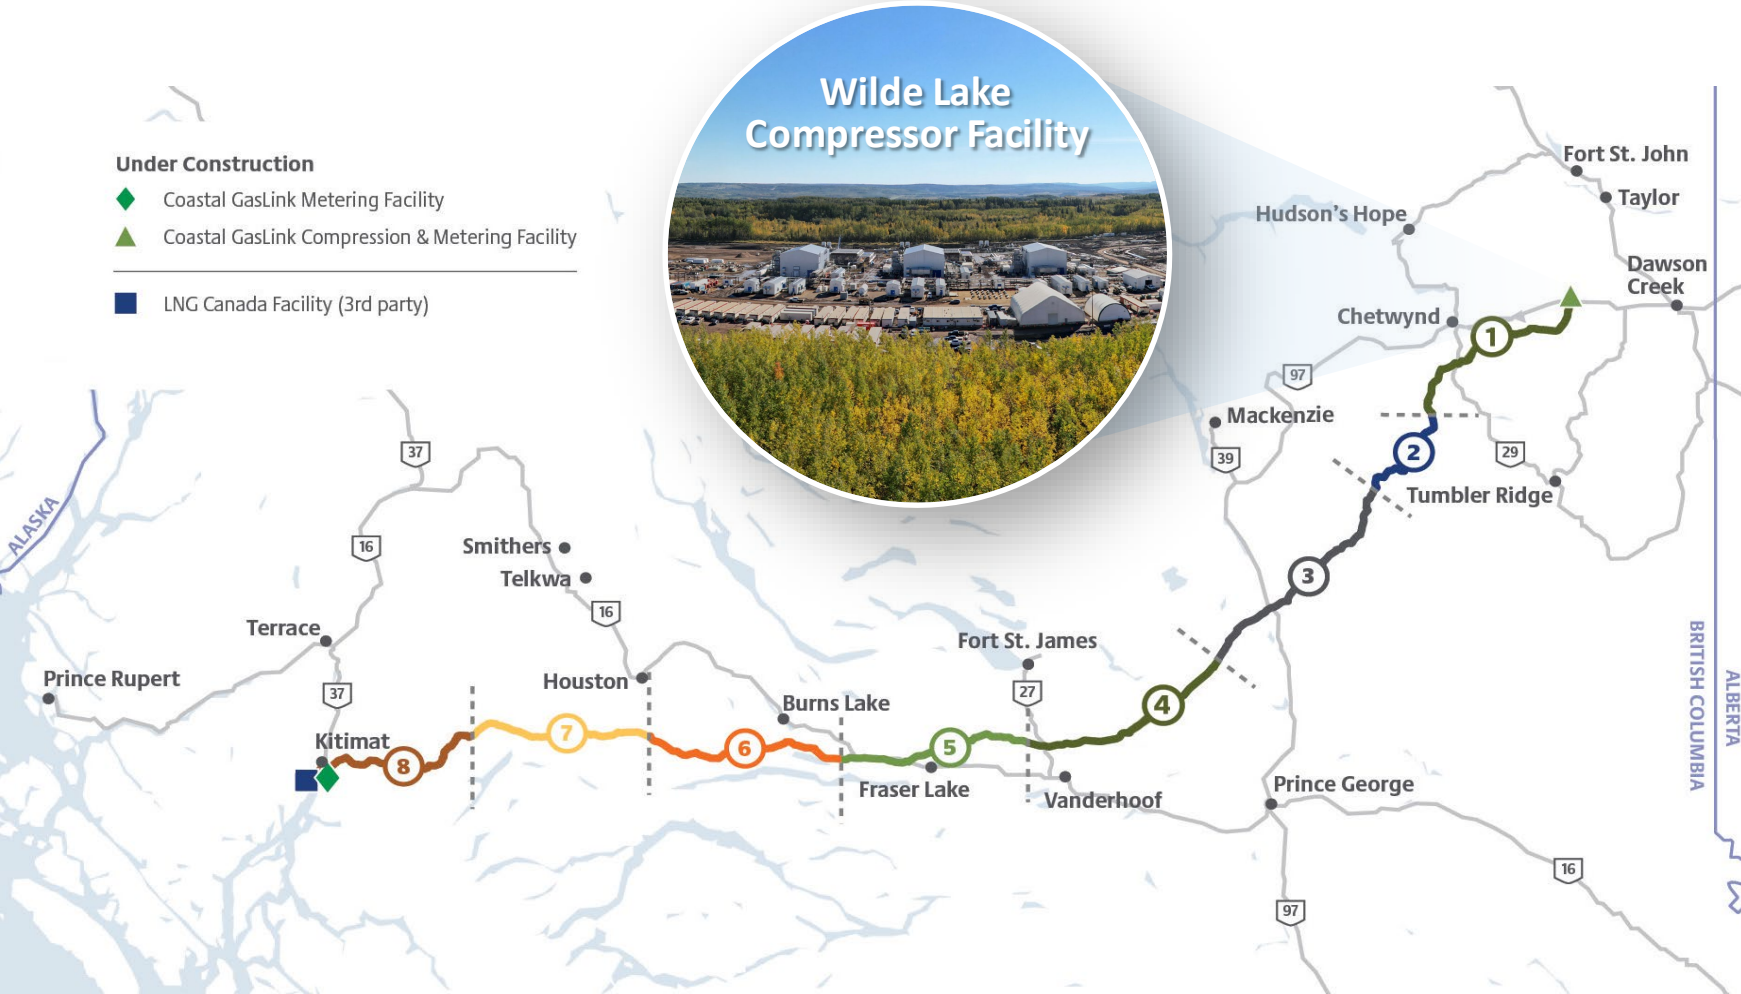 Wilde Lake
Compressor Facility
Under Construction
Coastal GasLink Metering Facility
Coastal GasLink Compression & Metering Facility
LNG Canada Facility (3rd party)
Fort St. John
Taylor
Hudson's Hope
Dawson
Creek
Chetwynd
1
97
Mackenzie
2
39
29
Tumbler Ridge
37
ALASKA
16
Smithers
Telkwa
16
3
Terrace
Fort St. James
BRITISH COLUMBIA
ALBERTA
Prince Rupert
37
Houston
27
4
Burns Lake
Kitimat
7
6
5
8
Fraser Lake
Vanderhoof
Prince George
16
97